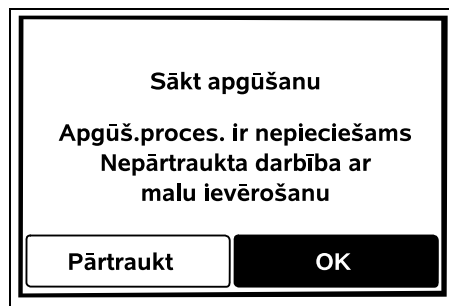 Sākt apgūšanu
Apgūš.proces. ir nepieciešams
Nepārtraukta darbība ar
malu ievērošanu
Pārtraukt
OK